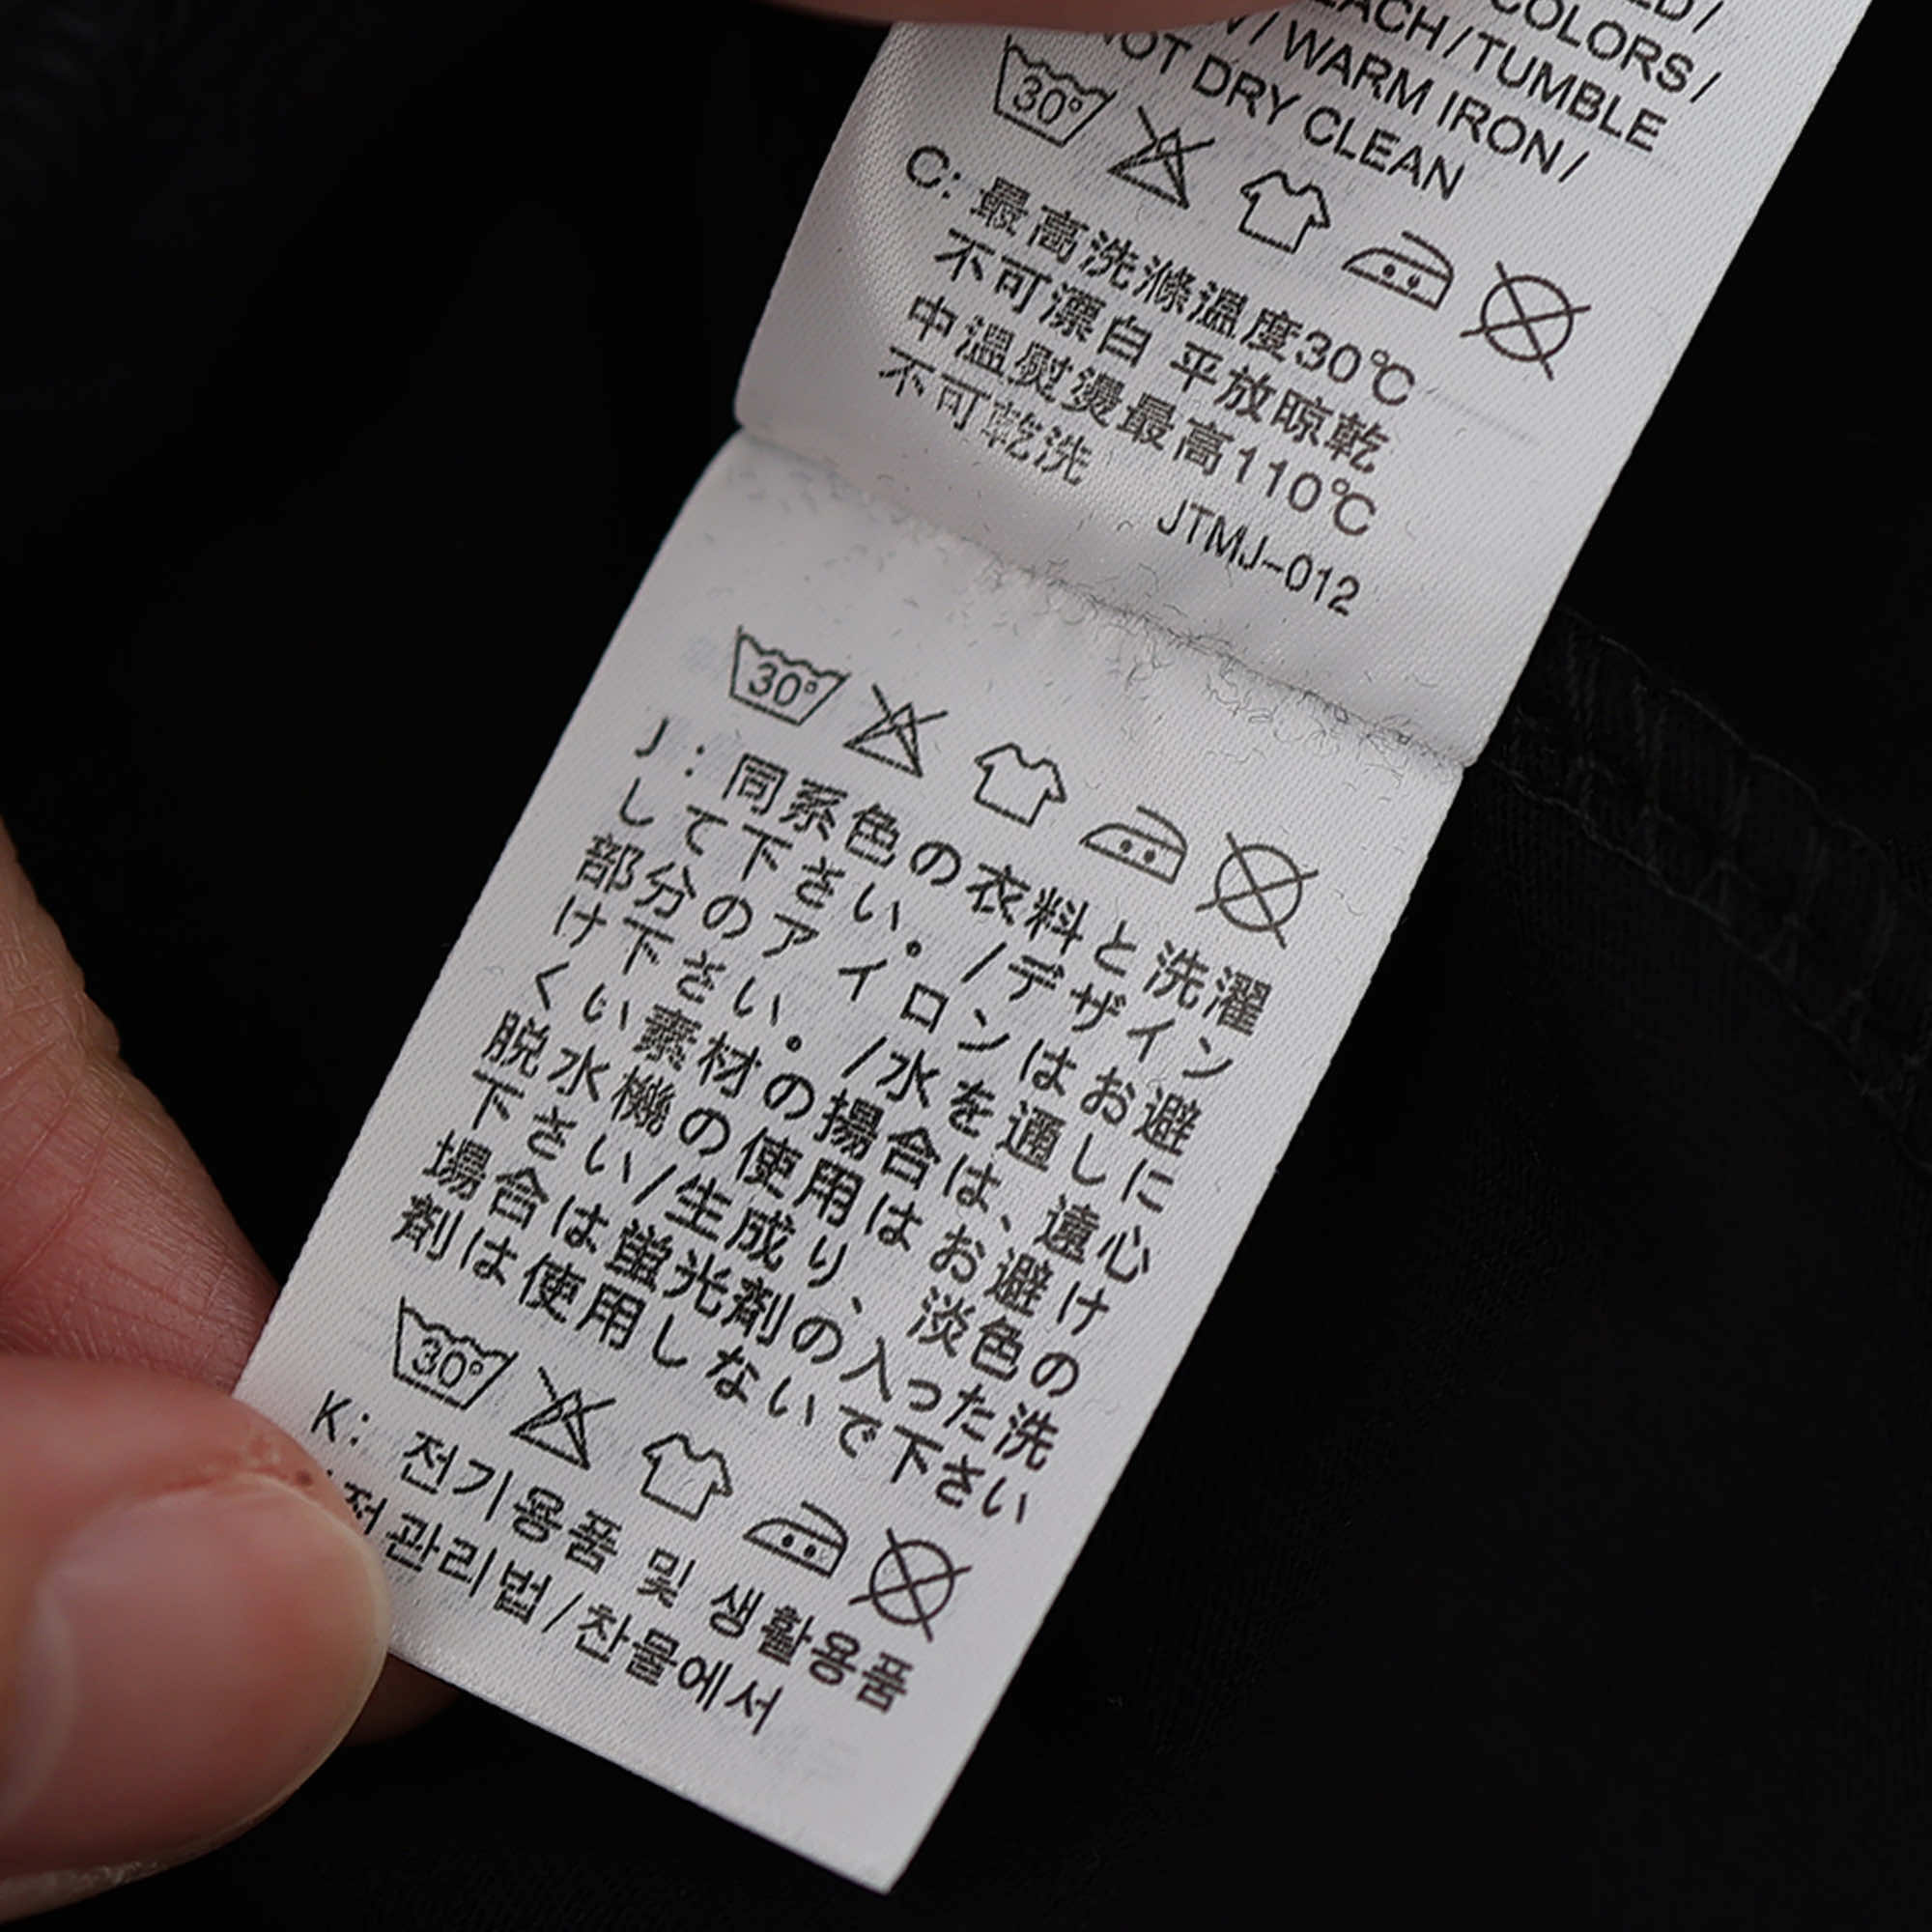 COLORS/
/TUMBLE
/WARM IRON/
DRY CLEAN
30°
C: 最高洗滌溫度30℃
不可漂白 平放晾乾
中溫熨燙最高110℃
不可乾洗
JTMJ-012
30°
J:同系色の衣料と洗濯
して下さい。/デザイン
部分のアイロンはお避
け下さい。/水を通しに
くい素材の場合は、遠心
脱水機の使用はお避け
下さい/生成り、淡色の
場合は蛍光剤の入った洗
剤は使用しないで下さい
30°
K: 전기용품 및 생활용품
전관리법/찬물에서